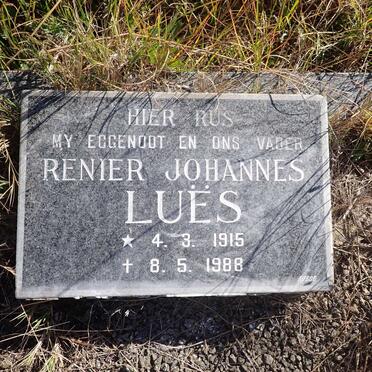 HIER RUS
MY EGGENOOT EN ONS VADER
RENIER JOHANNES
LUËS
★ 4. 3. 1915
✝ 8. 5. 1988